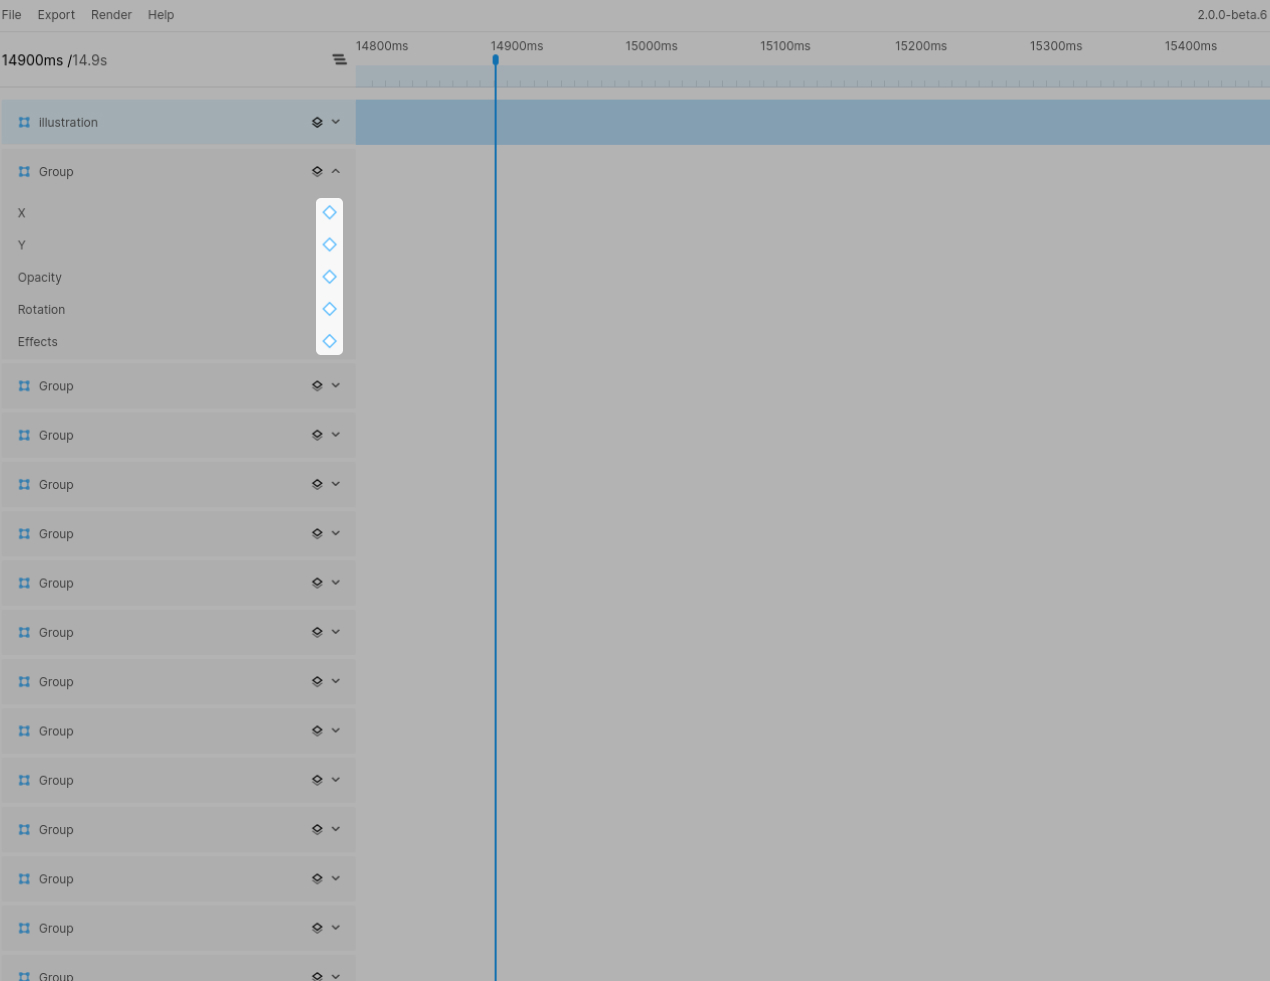 File Export Render Help 2.0.0-beta.6
14800ms 14900ms 15000ms 15100ms 15200ms 15300ms 15400ms
14900ms /14.9s
illustration
Group
X
Y
Opacity
Rotation
Effects
Group
Group
Group
Group
Group
Group
Group
Group
Group
Group
Group
Group
Group